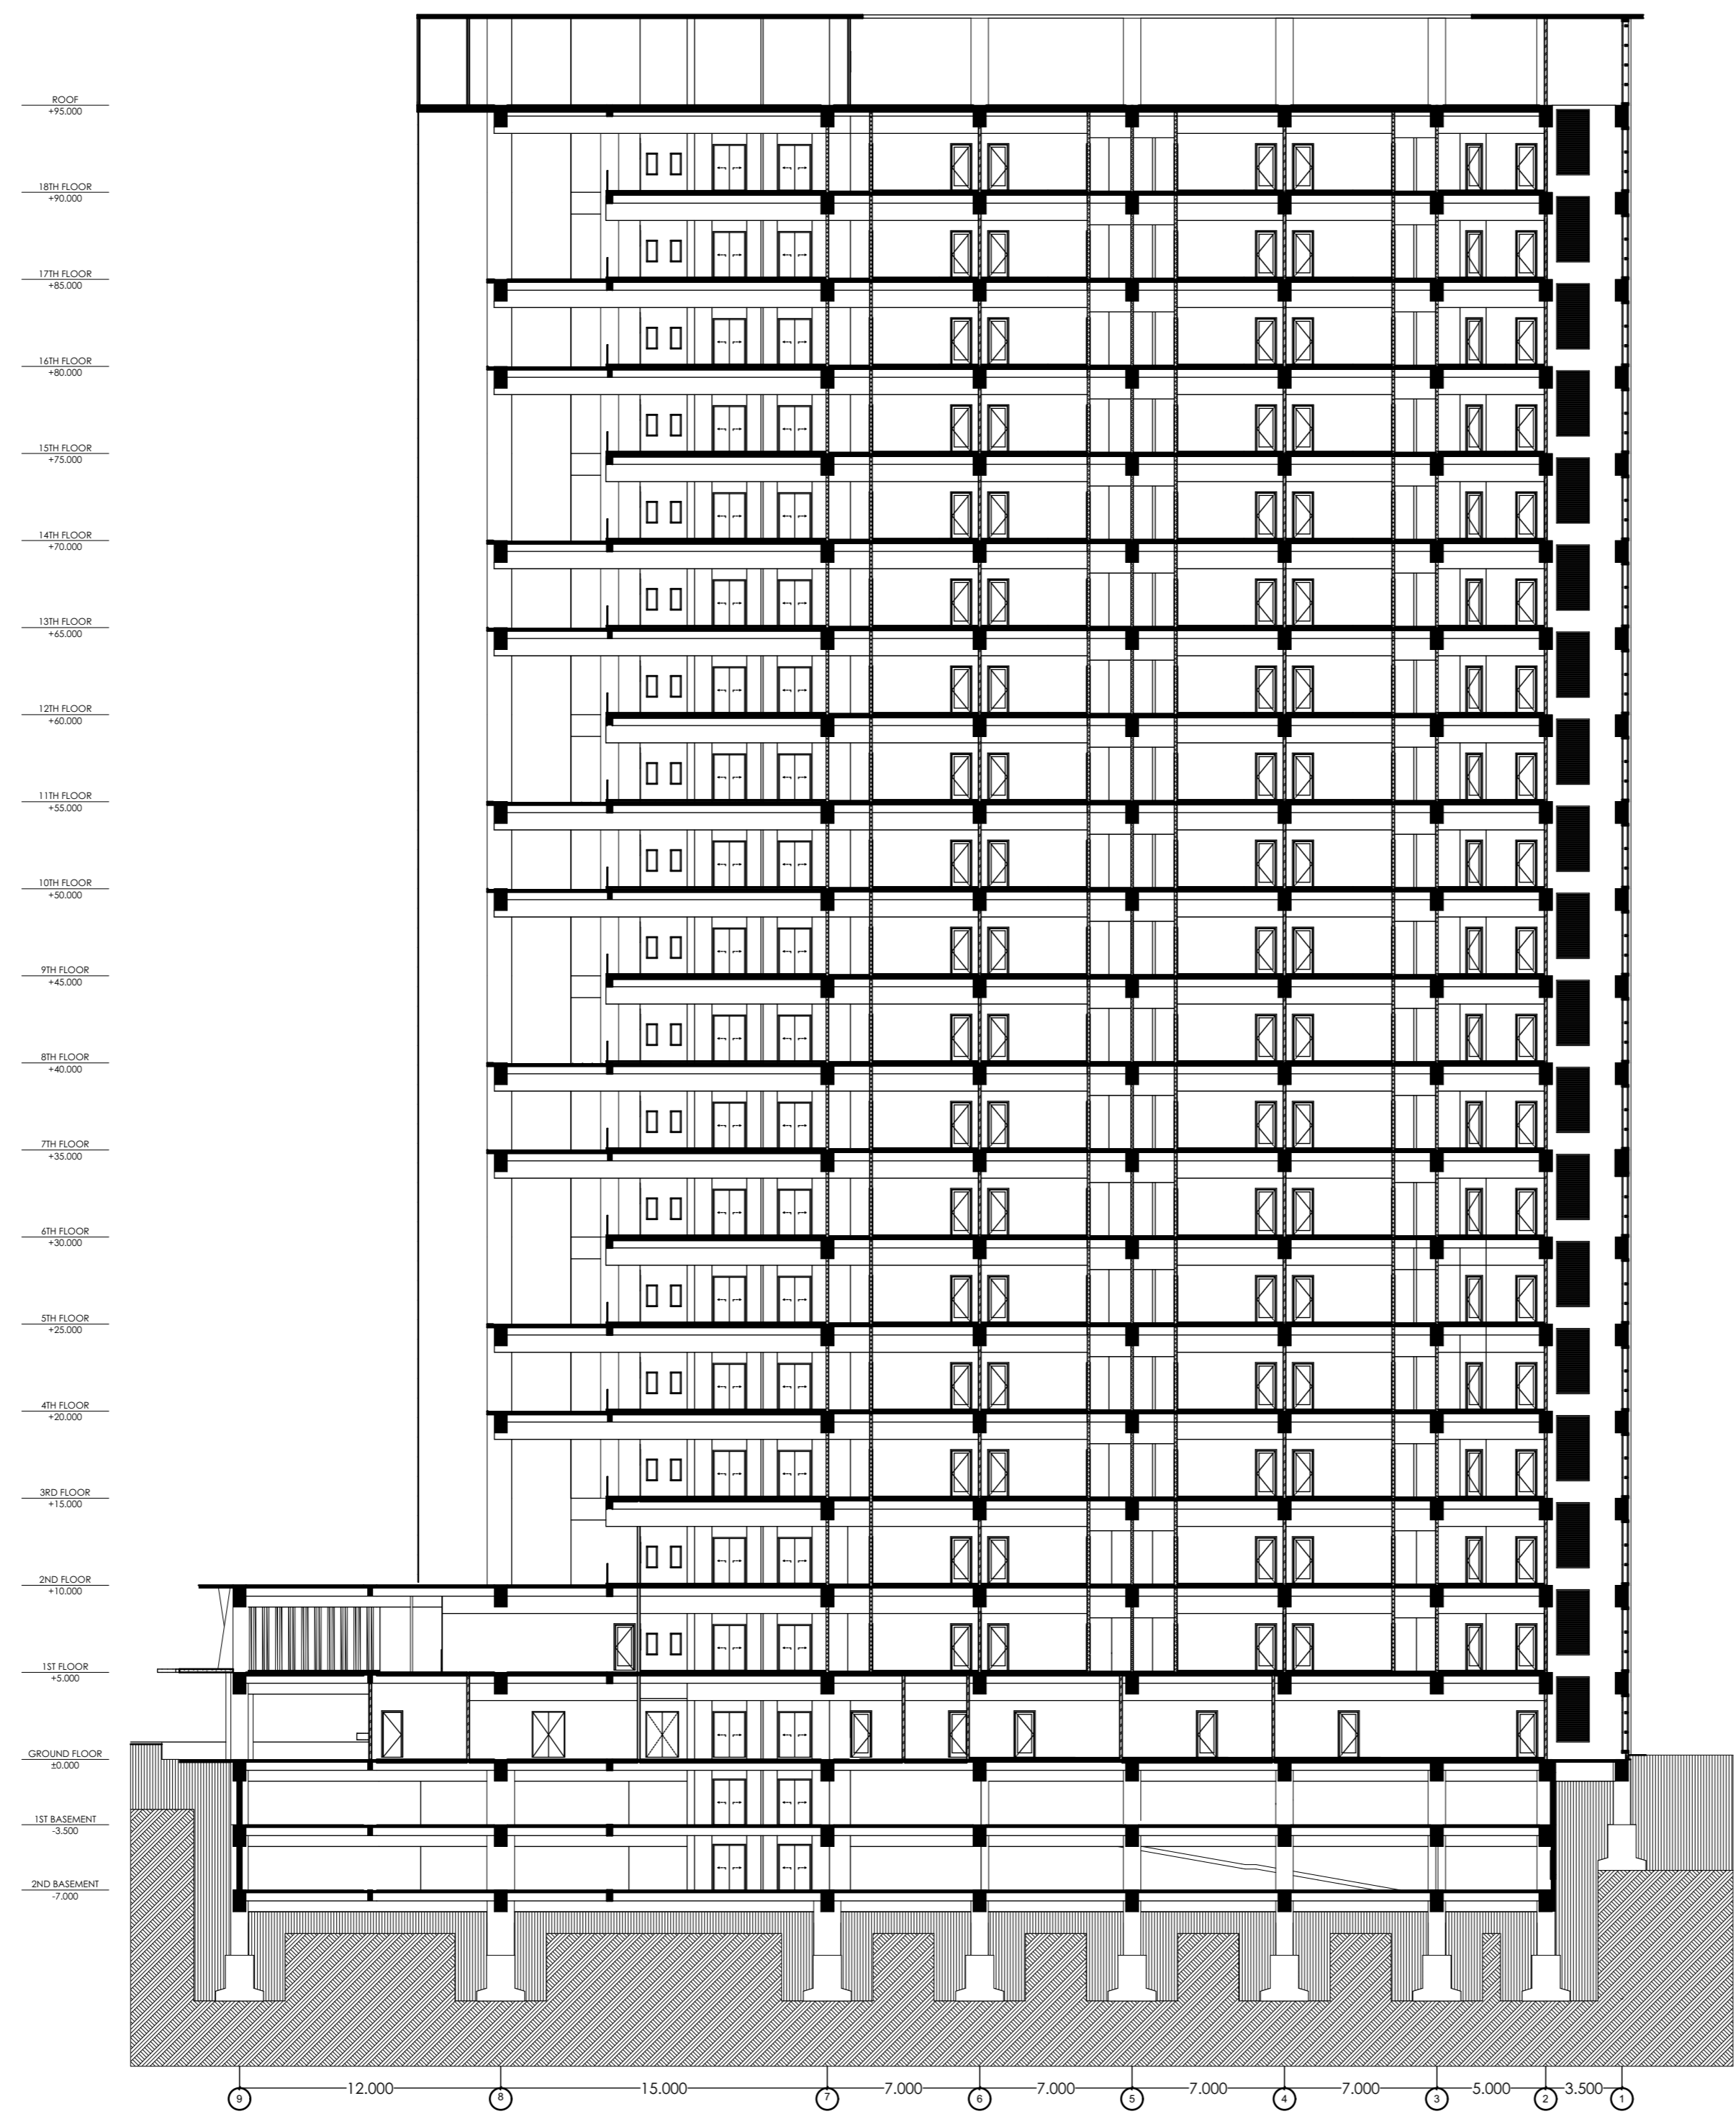 ROOF
+95.000
18TH FLOOR
+90.000
17TH FLOOR
+85.000
16TH FLOOR
+80.000
15TH FLOOR
+75.000
14TH FLOOR
+70.000
13TH FLOOR
+65.000
12TH FLOOR
+60.000
11TH FLOOR
+55.000
10TH FLOOR
+50.000
9TH FLOOR
+45.000
8TH FLOOR
+40.000
7TH FLOOR
+35.000
6TH FLOOR
+30.000
5TH FLOOR
+25.000
4TH FLOOR
+20.000
3RD FLOOR
+15.000
2ND FLOOR
+10.000
1ST FLOOR
+5.000
GROUND FLOOR
±0.000
1ST BASEMENT
-3.500
2ND BASEMENT
-7.000
12.000 15.000 7.000 7.000 7.000 7.000 5.000 3.500
9 8 7 6 5 4 3 2 1